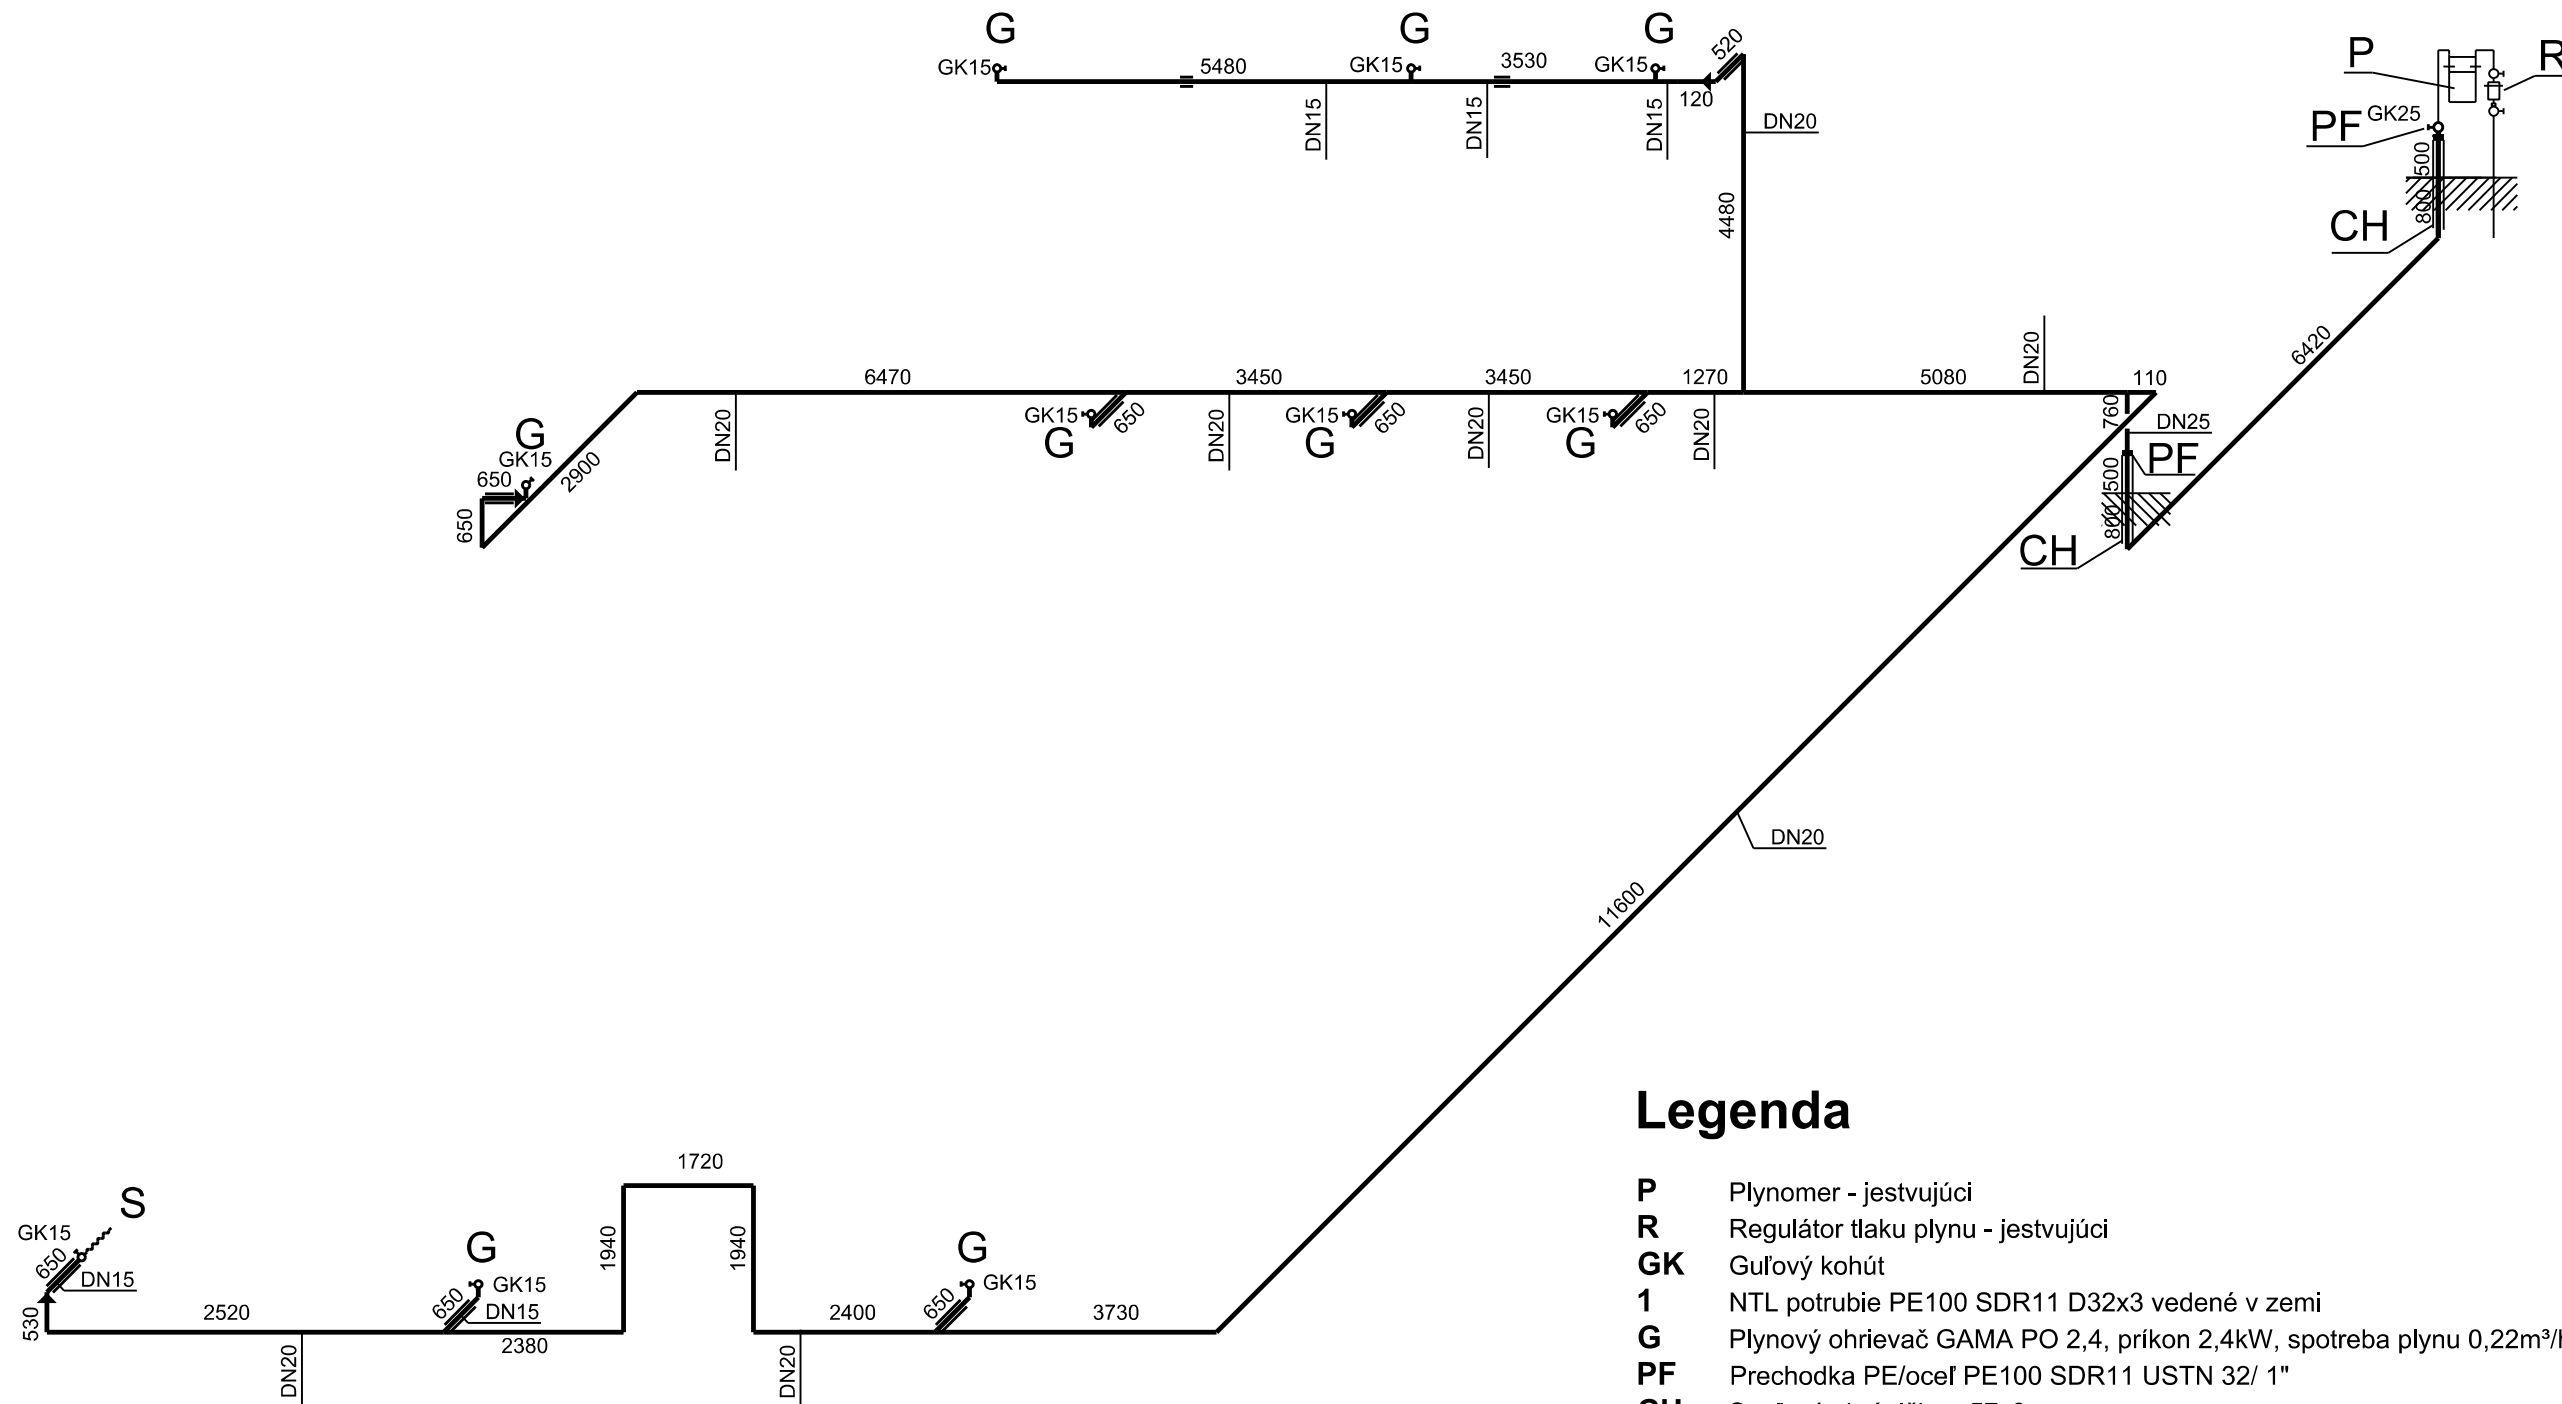 G
G
G
GK15
5480
GK15
3530
GK15
520
120
DN15
DN15
DN15
DN20
4480
P
R
PF
GK25
500
800
CH
6420
6470
3450
3450
1270
5080
DN20
110
GK15
G
650
GK15
G
650
GK15
G
650
DN20
DN20
DN20
DN20
760
DN25
PF
500
800
CH
G
GK15
650
2900
650
DN20
11600
1720
S
GK15
650
DN15
530
2520
DN20
G
650
GK15
DN15
2380
1940
1940
G
650
GK15
2400
3730
DN20
Legenda
P Plynomer - jestvujúci
R Regulátor tlaku plynu - jestvujúci
GK Guľový kohút
1 NTL potrubie PE100 SDR11 D32x3 vedené v zemi
G Plynový ohrievač GAMA PO 2,4, príkon 2,4kW, spotreba plynu 0,22m³/
PF Prechodka PE/oceľ PE100 SDR11 USTN 32/ 1"